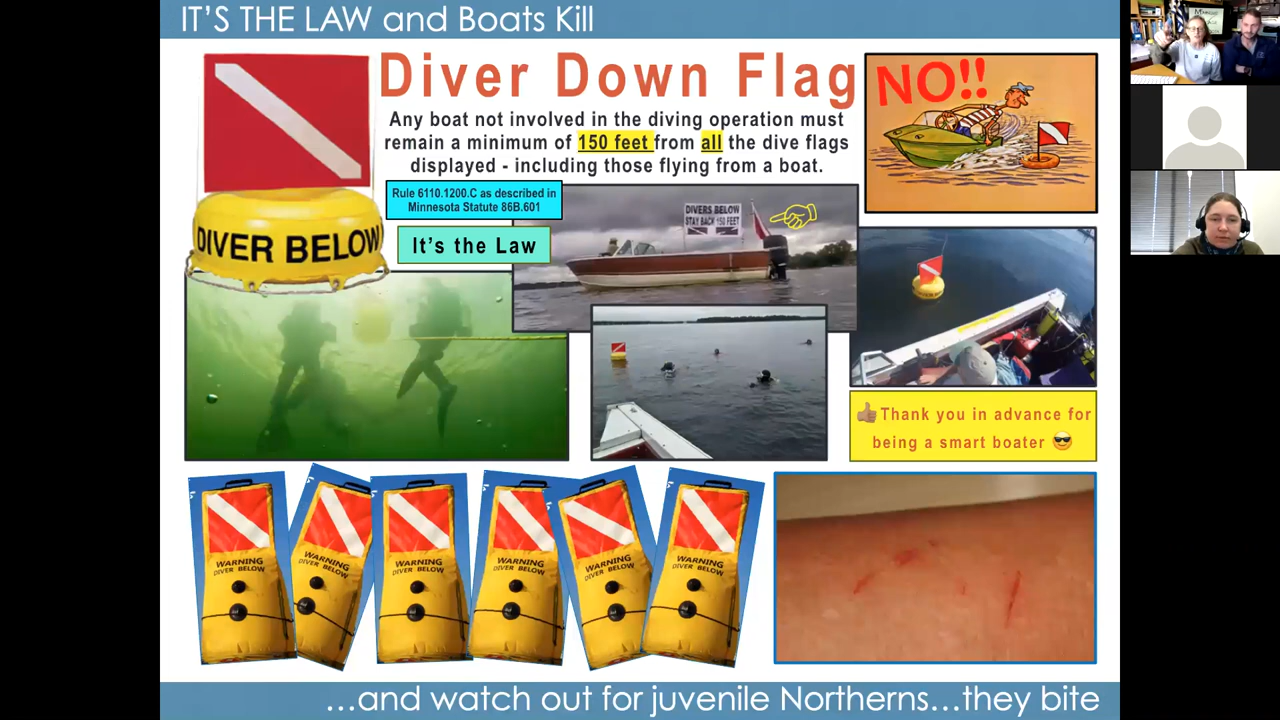 IT'S THE LAW and Boats Kill
Diver Down Flag
Any boat not involved in the diving operation must
remain a minimum of 150 feet from all the dive flags
displayed - including those flying from a boat.
Rule 6110.1200.C as described in
Minnesota Statute 86B.601
It's the Law
NO!!
DIVER BELOW
DIVERS BELOW
STAY BACK 150 FEET
👍Thank you in advance for
being a smart boater 😎
WARNING
DIVER BELOW
WARNING
DIVER BELOW
WARNING
DIVER BELOW
WARNING
DIVER BELOW
WARNING
DIVER BELOW
WARNING
DIVER BELOW
...and watch out for juvenile Northerns...they bite